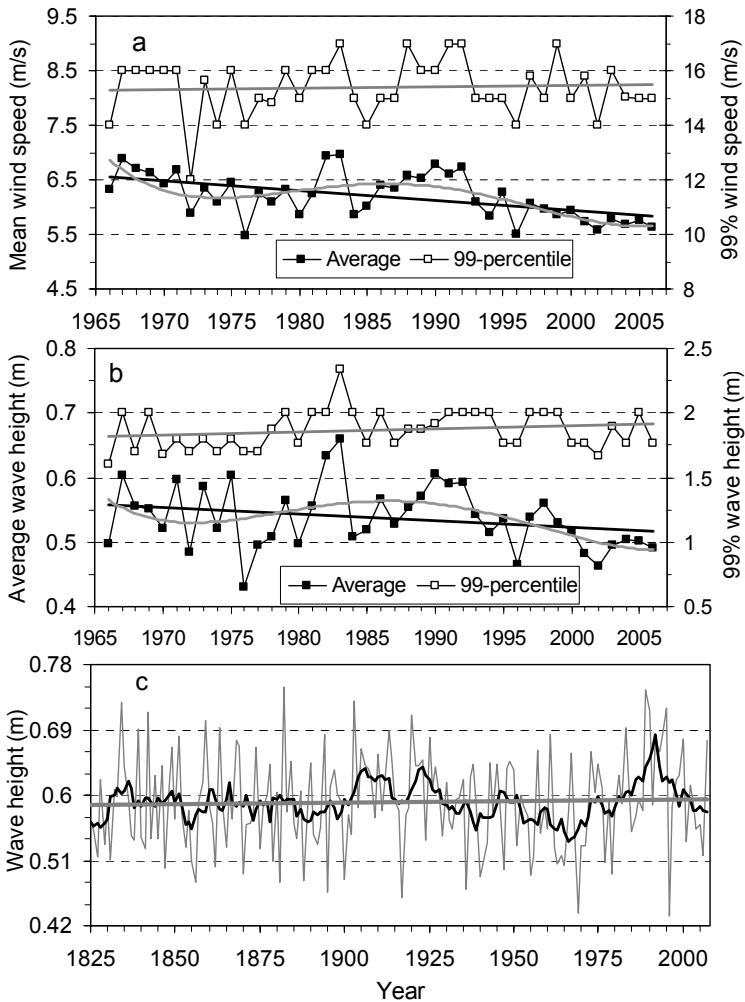 9.5
8.5
7.5
6.5
5.5
4.5
Mean wind speed (m/s)
a
18
16
14
12
10
8
99% wind speed (m/s)
Average
99-percentile
1965 1970 1975 1980 1985 1990 1995 2000 2005
0.8
0.7
0.6
0.5
0.4
Average wave height (m)
b
2.5
2
1.5
1
0.5
99% wave height (m)
Average
99-percentile
1965 1970 1975 1980 1985 1990 1995 2000 2005
0.78
0.69
0.6
0.51
0.42
Wave height (m)
c
1825 1850 1875 1900 1925 1950 1975 2000
Year